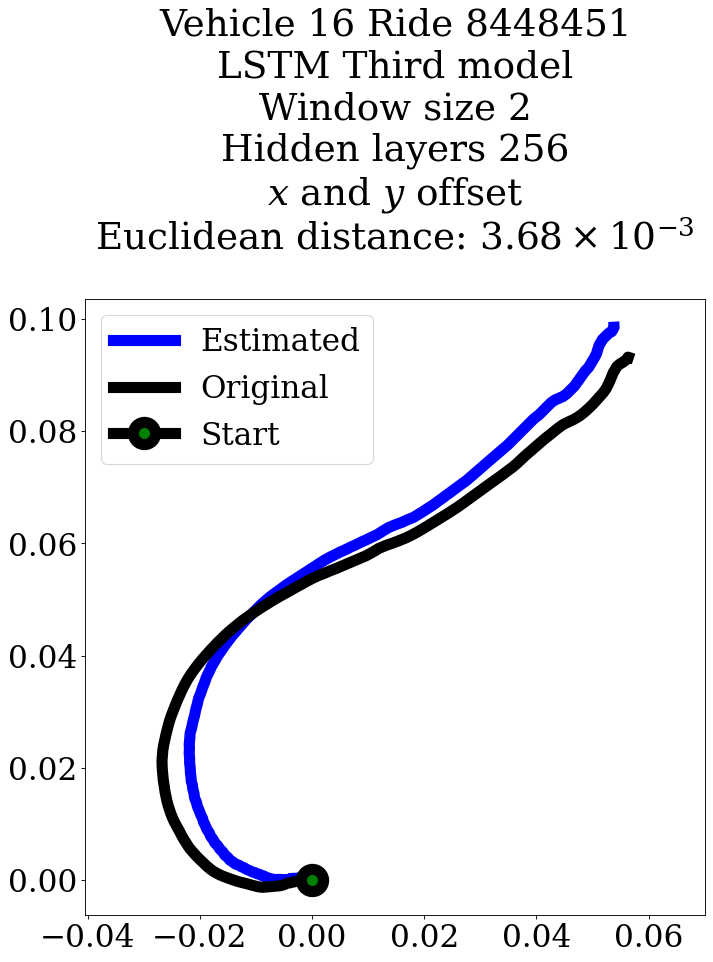 Vehicle 16 Ride 8448451
LSTM Third model
Window size 2
Hidden layers 256
x and y offset
Euclidean distance: 3.68 × 10⁻³
Estimated
Original
Start
0.10
0.08
0.06
0.04
0.02
0.00
−0.04 −0.02 0.00 0.02 0.04 0.06